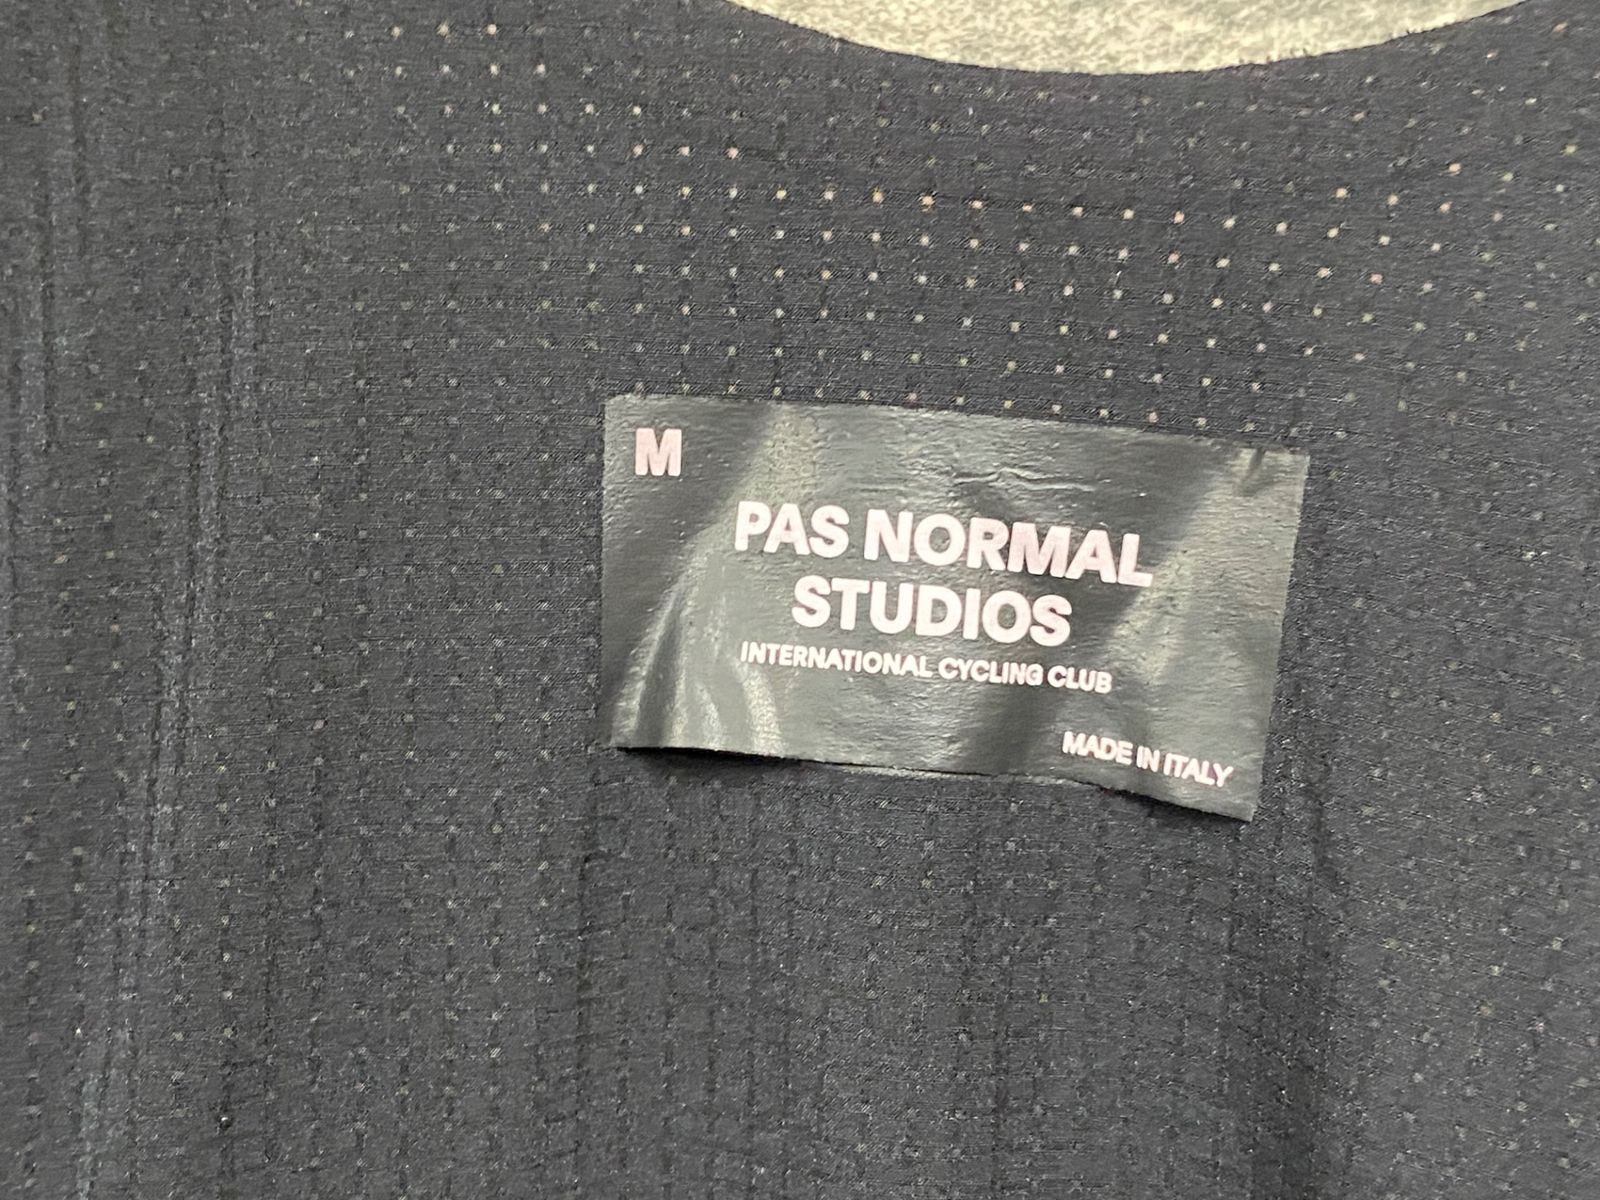 M
PAS NORMAL
STUDIOS
INTERNATIONAL CYCLING CLUB
MADE IN ITALY